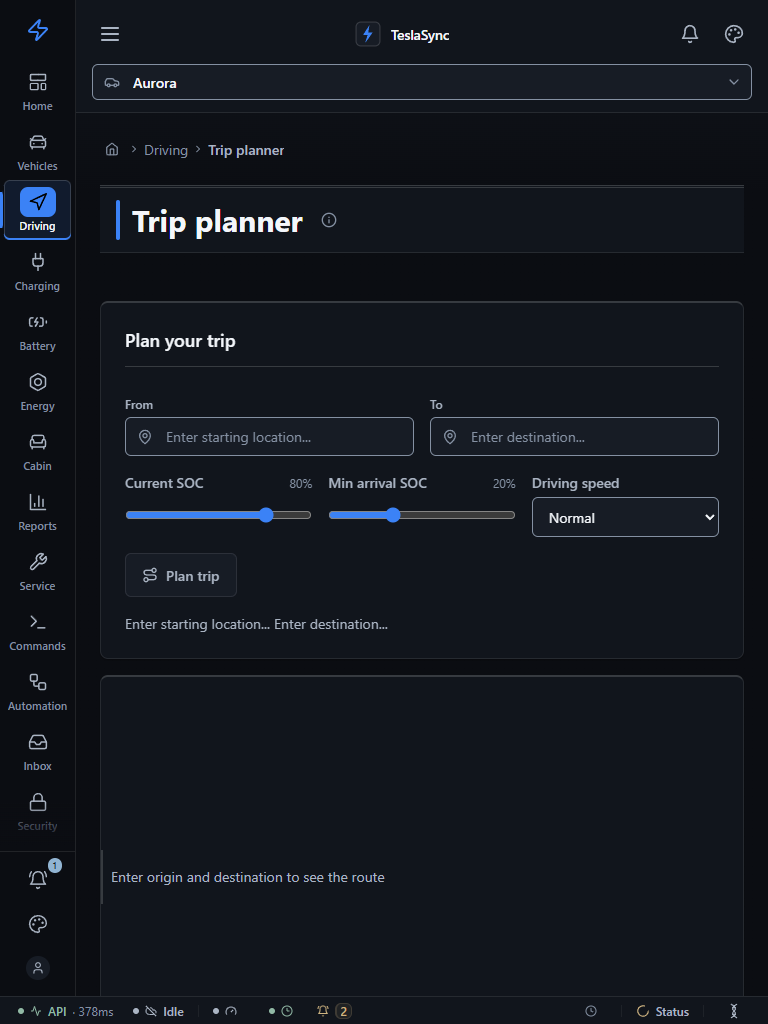 TeslaSync
Aurora
Home
Vehicles
Driving
Charging
Battery
Energy
Cabin
Reports
Service
Commands
Automation
Inbox
Security
1
Driving
Trip planner
Trip planner
Plan your trip
From
To
Enter starting location...
Enter destination...
Current SOC
80%
Min arrival SOC
20%
Driving speed
Normal
Plan trip
Enter starting location... Enter destination...
Enter origin and destination to see the route
API · 378ms
Idle
2
Status